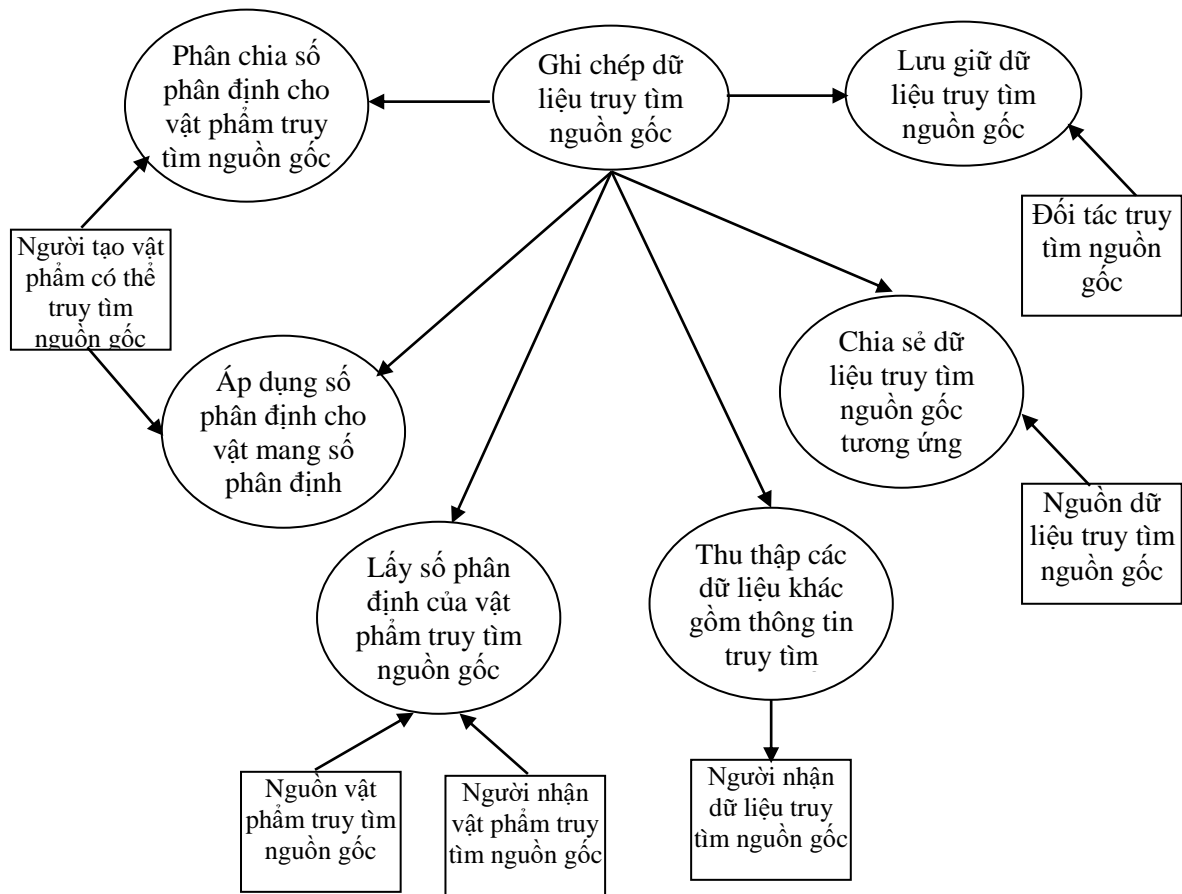 Phân chia số
phân định cho
vật phẩm truy
tìm nguồn gốc
Ghi chép dữ
liệu truy tìm
nguồn gốc
Lưu giữ dữ
liệu truy tìm
nguồn gốc
Người tạo vật
phẩm có thể
truy tìm
nguồn gốc
Đối tác truy
tìm nguồn
gốc
Áp dụng số
phân định cho
vật mang số
phân định
Chia sẻ dữ
liệu truy tìm
nguồn gốc
tương ứng
Nguồn dữ
liệu truy tìm
nguồn gốc
Lấy số phân
định của vật
phẩm truy tìm
nguồn gốc
Thu thập các
dữ liệu khác
gồm thông tin
truy tìm
Nguồn vật
phẩm truy tìm
nguồn gốc
Người nhận
vật phẩm truy
tìm nguồn gốc
Người nhận
dữ liệu truy
tìm nguồn gốc